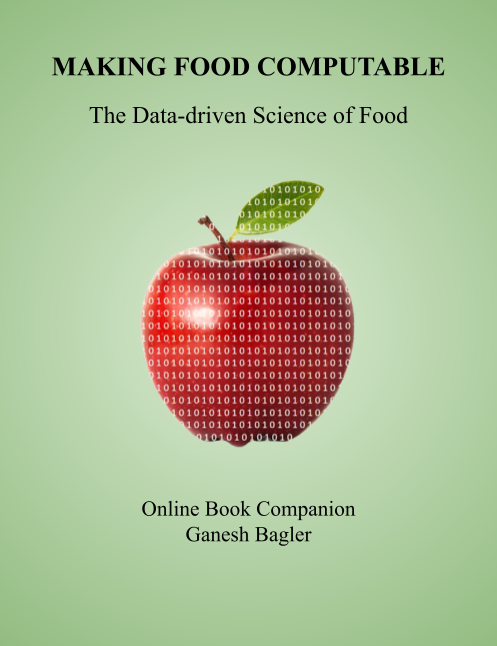 MAKING FOOD COMPUTABLE
The Data-driven Science of Food
Online Book Companion
Ganesh Bagler